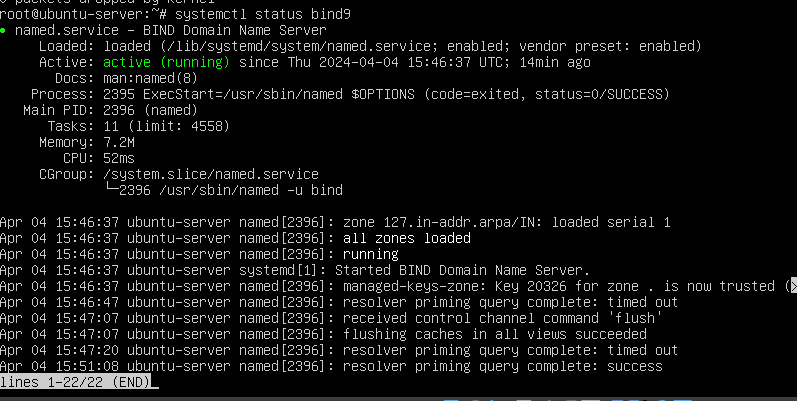 root@ubuntu-server:~# systemctl status bind9
● named.service - BIND Domain Name Server
Loaded: loaded (/lib/systemd/system/named.service; enabled; vendor preset: enabled)
Active: active (running) since Thu 2024-04-04 15:46:37 UTC; 14min ago
Docs: man:named(8)
Process: 2395 ExecStart=/usr/sbin/named $OPTIONS (code=exited, status=0/SUCCESS)
Main PID: 2396 (named)
Tasks: 11 (limit: 4558)
Memory: 7.2M
CPU: 52ms
CGroup: /system.slice/named.service
└─2396 /usr/sbin/named -u bind
Apr 04 15:46:37 ubuntu-server named[2396]: zone 127.in-addr.arpa/IN: loaded serial 1
Apr 04 15:46:37 ubuntu-server named[2396]: all zones loaded
Apr 04 15:46:37 ubuntu-server named[2396]: running
Apr 04 15:46:37 ubuntu-server systemd[1]: Started BIND Domain Name Server.
Apr 04 15:46:37 ubuntu-server named[2396]: managed-keys-zone: Key 20326 for zone . is now trusted (>
Apr 04 15:46:47 ubuntu-server named[2396]: resolver priming query complete: timed out
Apr 04 15:47:07 ubuntu-server named[2396]: received control channel command 'flush'
Apr 04 15:47:07 ubuntu-server named[2396]: flushing caches in all views succeeded
Apr 04 15:47:20 ubuntu-server named[2396]: resolver priming query complete: timed out
Apr 04 15:51:08 ubuntu-server named[2396]: resolver priming query complete: success
lines 1-22/22 (END)